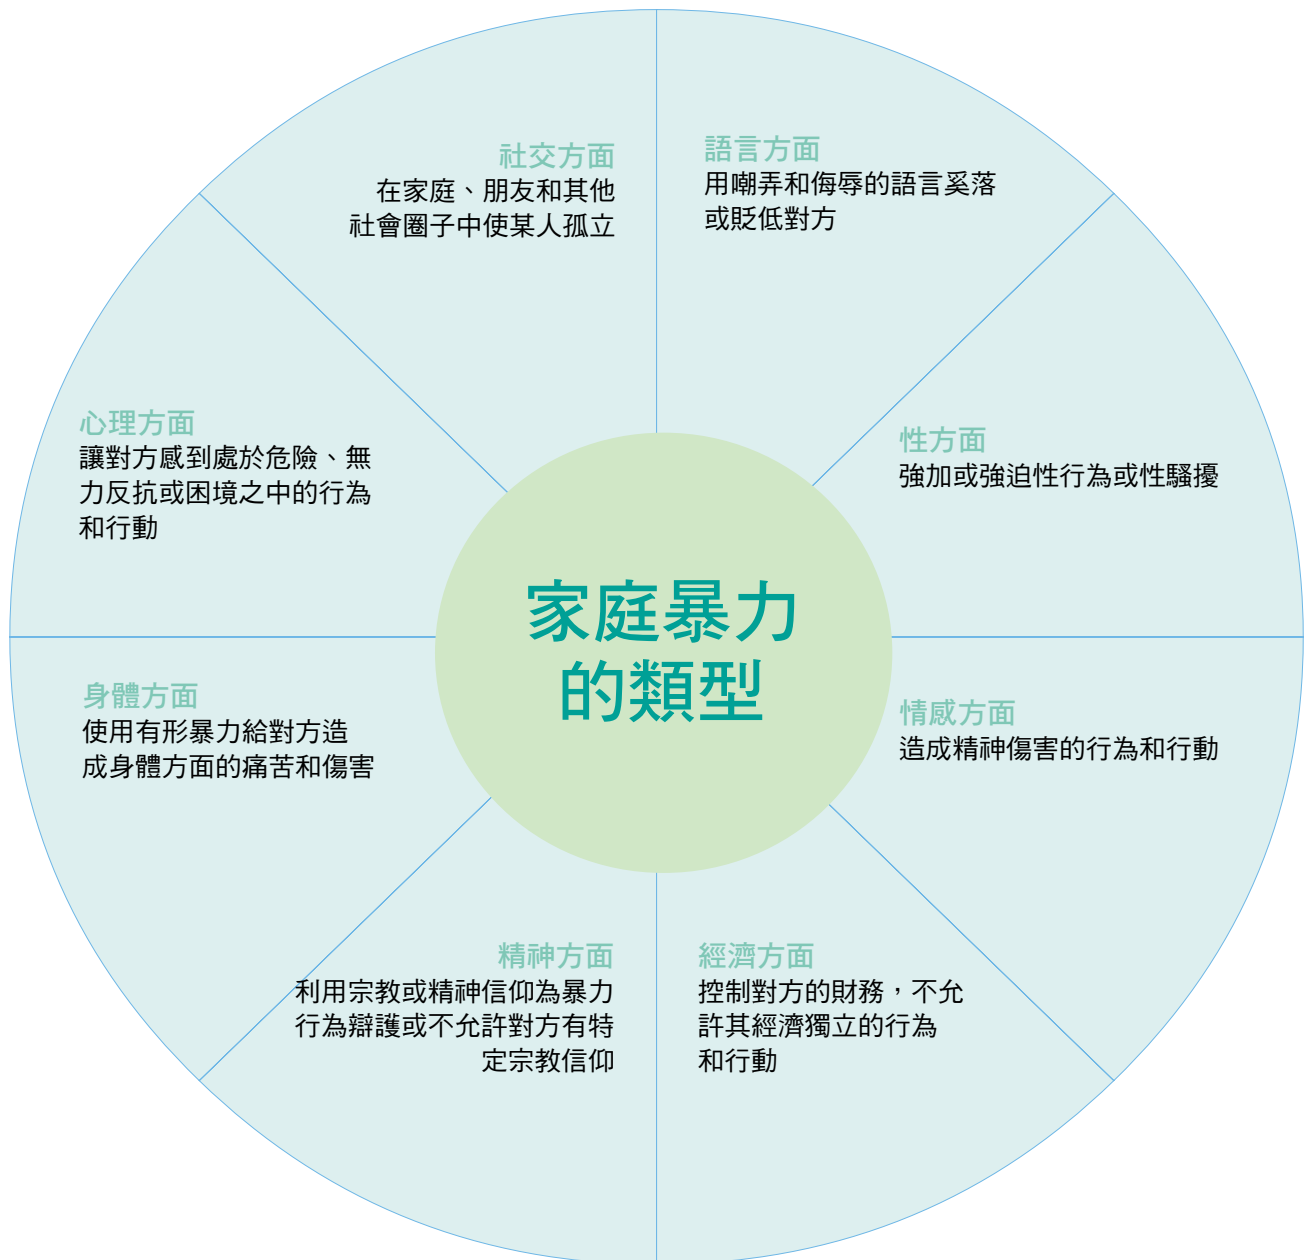 社交方面
在家庭、朋友和其他
社會圈子中使某人孤立
語言方面
用嘲弄和侮辱的語言奚落
或貶低對方
心理方面
讓對方感到處於危險、無
力反抗或困境之中的行為
和行動
性方面
強加或強迫性行為或性騷擾
家庭暴力
的類型
身體方面
使用有形暴力給對方造
成身體方面的痛苦和傷害
情感方面
造成精神傷害的行為和行動
精神方面
利用宗教或精神信仰為暴力
行為辯護或不允許對方有特
定宗教信仰
經濟方面
控制對方的財務，不允
許其經濟獨立的行為
和行動